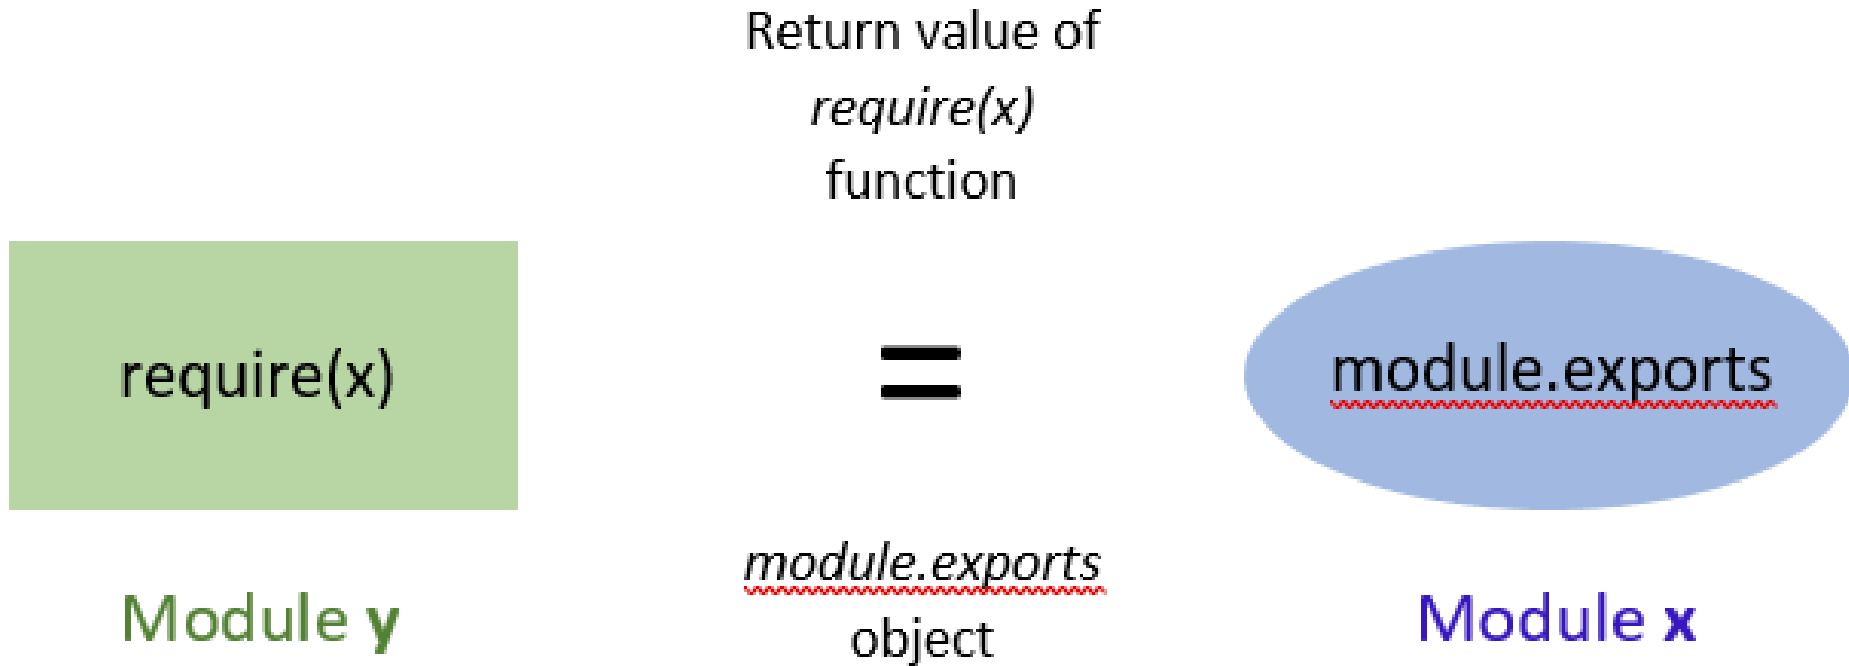 Return value of
require(x)
function
require(x)
=
module.exports
module.exports
object
Module y
Module x